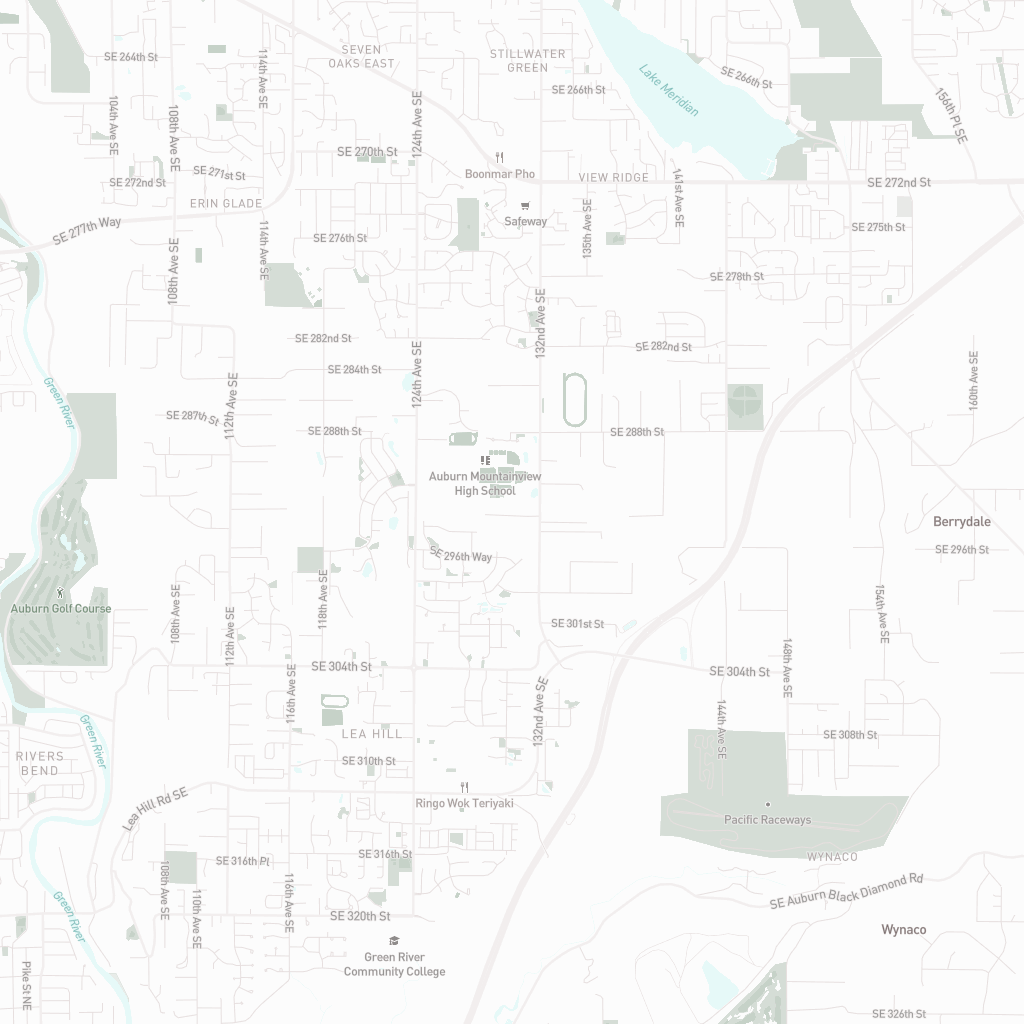 SEVEN
OAKS EAST
STILLWATER
GREEN
SE 264th St
114th Ave SE
Lake Meridian
SE 266th St
SE 266th St
104th Ave SE
108th Ave SE
124th Ave SE
156th Pl SE
SE 270th St
Boonmar Pho
SE 271st St
SE 272nd St
VIEW RIDGE
141st Ave SE
SE 272nd St
ERIN GLADE
Safeway
135th Ave SE
SE 277th Way
114th Ave SE
SE 276th St
SE 275th St
108th Ave SE
SE 278th St
132nd Ave SE
SE 282nd St
SE 282nd St
124th Ave SE
SE 284th St
160th Ave SE
Green River
112th Ave SE
SE 287th St
SE 288th St
SE 288th St
Auburn Mountainview
High School
Berrydale
SE 296th Way
SE 296th St
Auburn Golf Course
108th Ave SE
118th Ave SE
154th Ave SE
112th Ave SE
SE 301st St
148th Ave SE
SE 304th St
SE 304th St
116th Ave SE
132nd Ave SE
144th Ave SE
Green River
LEA HILL
SE 308th St
RIVERS
BEND
SE 310th St
Lea Hill Rd SE
Ringo Wok Teriyaki
Pacific Raceways
SE 316th Pl
SE 316th St
WYNACO
108th Ave SE
110th Ave SE
116th Ave SE
SE Auburn Black Diamond Rd
Green River
SE 320th St
Wynaco
Green River
Community College
Pike St NE
SE 326th St